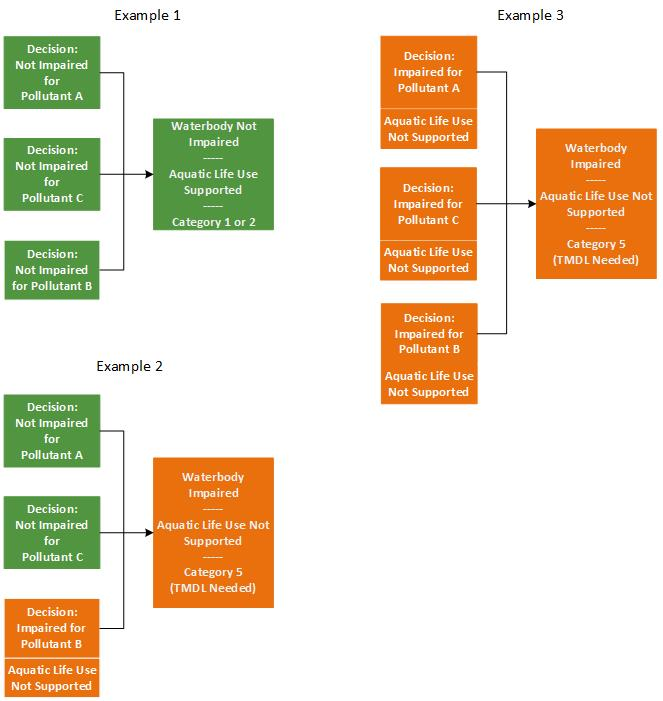 Example 1
Decision:
Not Impaired
for
Pollutant A
Decision:
Not Impaired
for
Pollutant C
Decision:
Not Impaired
for Pollutant B
Waterbody Not
Impaired
-----
Aquatic Life Use
Supported
-----
Category 1 or 2
Example 2
Decision:
Not Impaired
for
Pollutant A
Decision:
Not Impaired
for
Pollutant C
Decision:
Impaired for
Pollutant B
Aquatic Life Use
Not Supported
Waterbody
Impaired
-----
Aquatic Life Use Not
Supported
-----
Category 5
(TMDL Needed)
Example 3
Decision:
Impaired for
Pollutant A
Aquatic Life Use
Not Supported
Decision:
Impaired for
Pollutant C
Aquatic Life Use
Not Supported
Decision:
Impaired for
Pollutant B
Aquatic Life Use
Not Supported
Waterbody
Impaired
-----
Aquatic Life Use Not
Supported
-----
Category 5
(TMDL Needed)